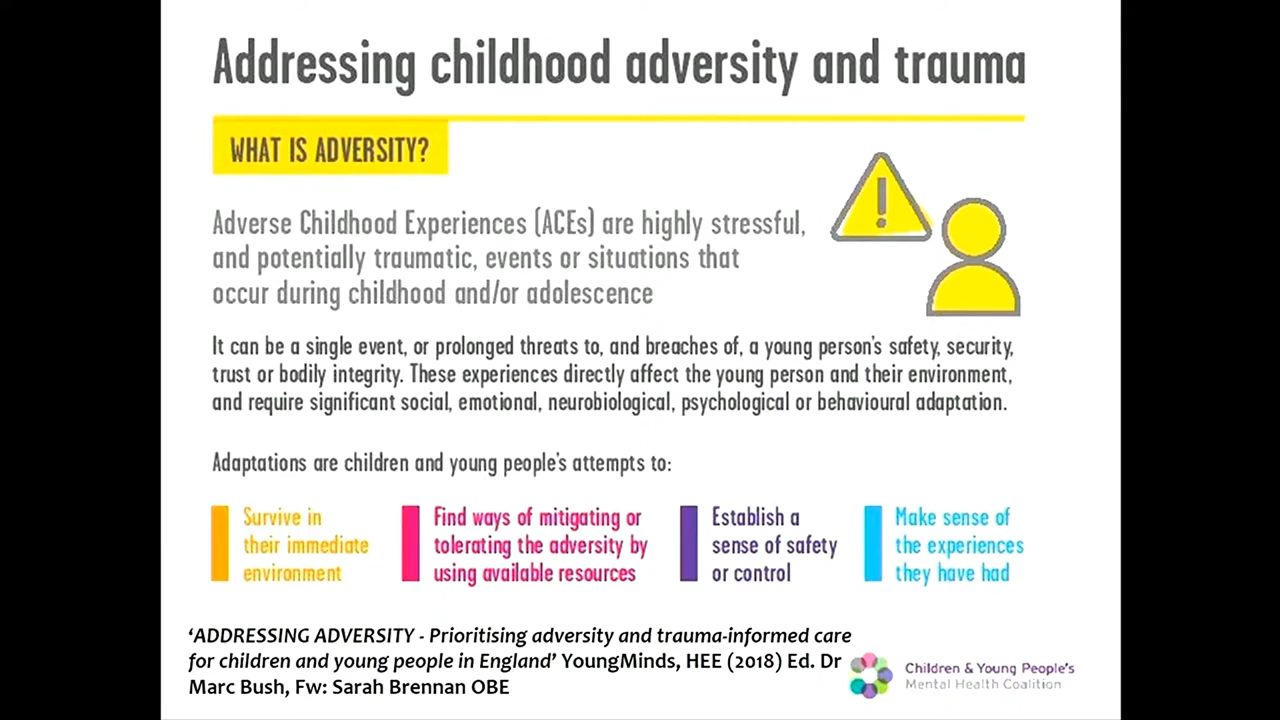 Addressing childhood adversity and trauma
WHAT IS ADVERSITY?
Adverse Childhood Experiences (ACEs) are highly stressful,
and potentially traumatic, events or situations that
occur during childhood and/or adolescence
It can be a single event, or prolonged threats to, and breaches of, a young person's safety, security,
trust or bodily integrity. These experiences directly affect the young person and their environment,
and require significant social, emotional, neurobiological, psychological or behavioural adaptation.
Adaptations are children and young people's attempts to:
Survive in
their immediate
environment
Find ways of mitigating or
tolerating the adversity by
using available resources
Establish a
sense of safety
or control
Make sense of
the experiences
they have had
‘ADDRESSING ADVERSITY - Prioritising adversity and trauma-informed care
for children and young people in England’ YoungMinds, HEE (2018) Ed. Dr
Marc Bush, Fw: Sarah Brennan OBE
Children & Young People's
Mental Health Coalition